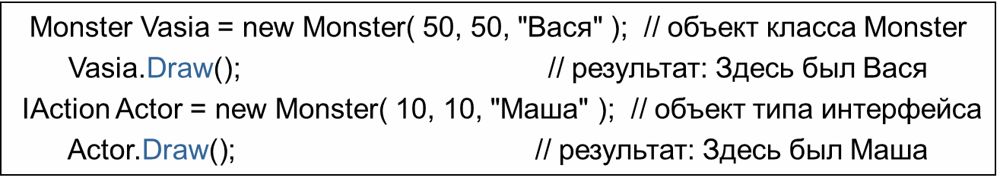 Monster Vasia = new Monster( 50, 50, "Вася" ); // объект класса Monster
Vasia.Draw(); // результат: Здесь был Вася
IAction Actor = new Monster( 10, 10, "Маша" ); // объект типа интерфейса
Actor.Draw(); // результат: Здесь был Маша